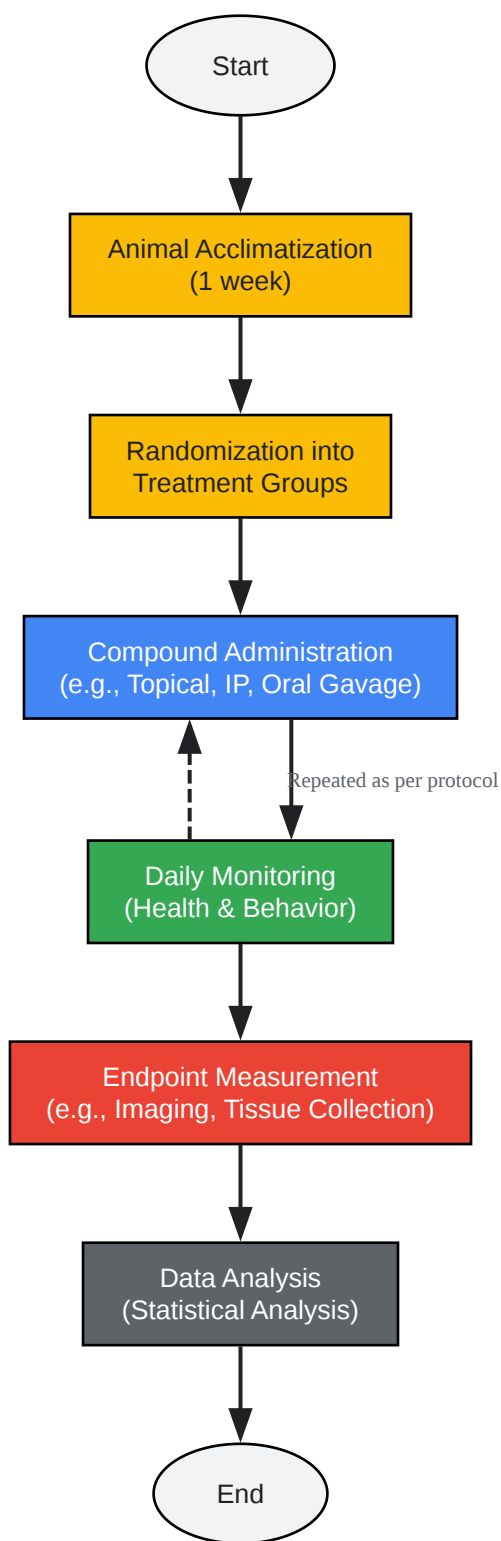 Start
Animal Acclimatization
(1 week)
Randomization into
Treatment Groups
Compound Administration
(e.g., Topical, IP, Oral Gavage)
Repeated as per protocol
Daily Monitoring
(Health & Behavior)
Endpoint Measurement
(e.g., Imaging, Tissue Collection)
Data Analysis
(Statistical Analysis)
End